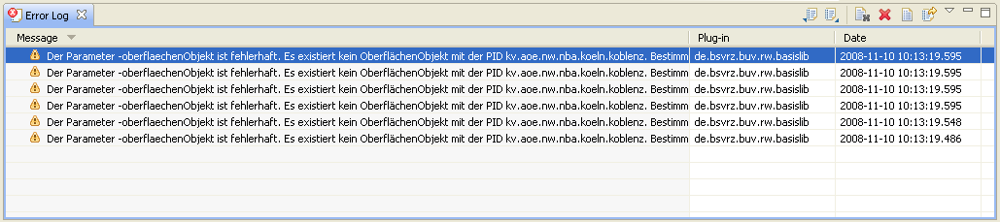 Error Log
Message Plug-in Date
Der Parameter -oberflaechenObjekt ist fehlerhaft. Es existiert kein OberflächenObjekt mit der PID kv.aoe.nw.nba.koeln.koblenz. Bestimm de.bsvrz.buv.rw.basislib 2008-11-10 10:13:19.595
Der Parameter -oberflaechenObjekt ist fehlerhaft. Es existiert kein OberflächenObjekt mit der PID kv.aoe.nw.nba.koeln.koblenz. Bestimm de.bsvrz.buv.rw.basislib 2008-11-10 10:13:19.595
Der Parameter -oberflaechenObjekt ist fehlerhaft. Es existiert kein OberflächenObjekt mit der PID kv.aoe.nw.nba.koeln.koblenz. Bestimm de.bsvrz.buv.rw.basislib 2008-11-10 10:13:19.595
Der Parameter -oberflaechenObjekt ist fehlerhaft. Es existiert kein OberflächenObjekt mit der PID kv.aoe.nw.nba.koeln.koblenz. Bestimm de.bsvrz.buv.rw.basislib 2008-11-10 10:13:19.595
Der Parameter -oberflaechenObjekt ist fehlerhaft. Es existiert kein OberflächenObjekt mit der PID kv.aoe.nw.nba.koeln.koblenz. Bestimm de.bsvrz.buv.rw.basislib 2008-11-10 10:13:19.548
Der Parameter -oberflaechenObjekt ist fehlerhaft. Es existiert kein OberflächenObjekt mit der PID kv.aoe.nw.nba.koeln.koblenz. Bestimm de.bsvrz.buv.rw.basislib 2008-11-10 10:13:19.486